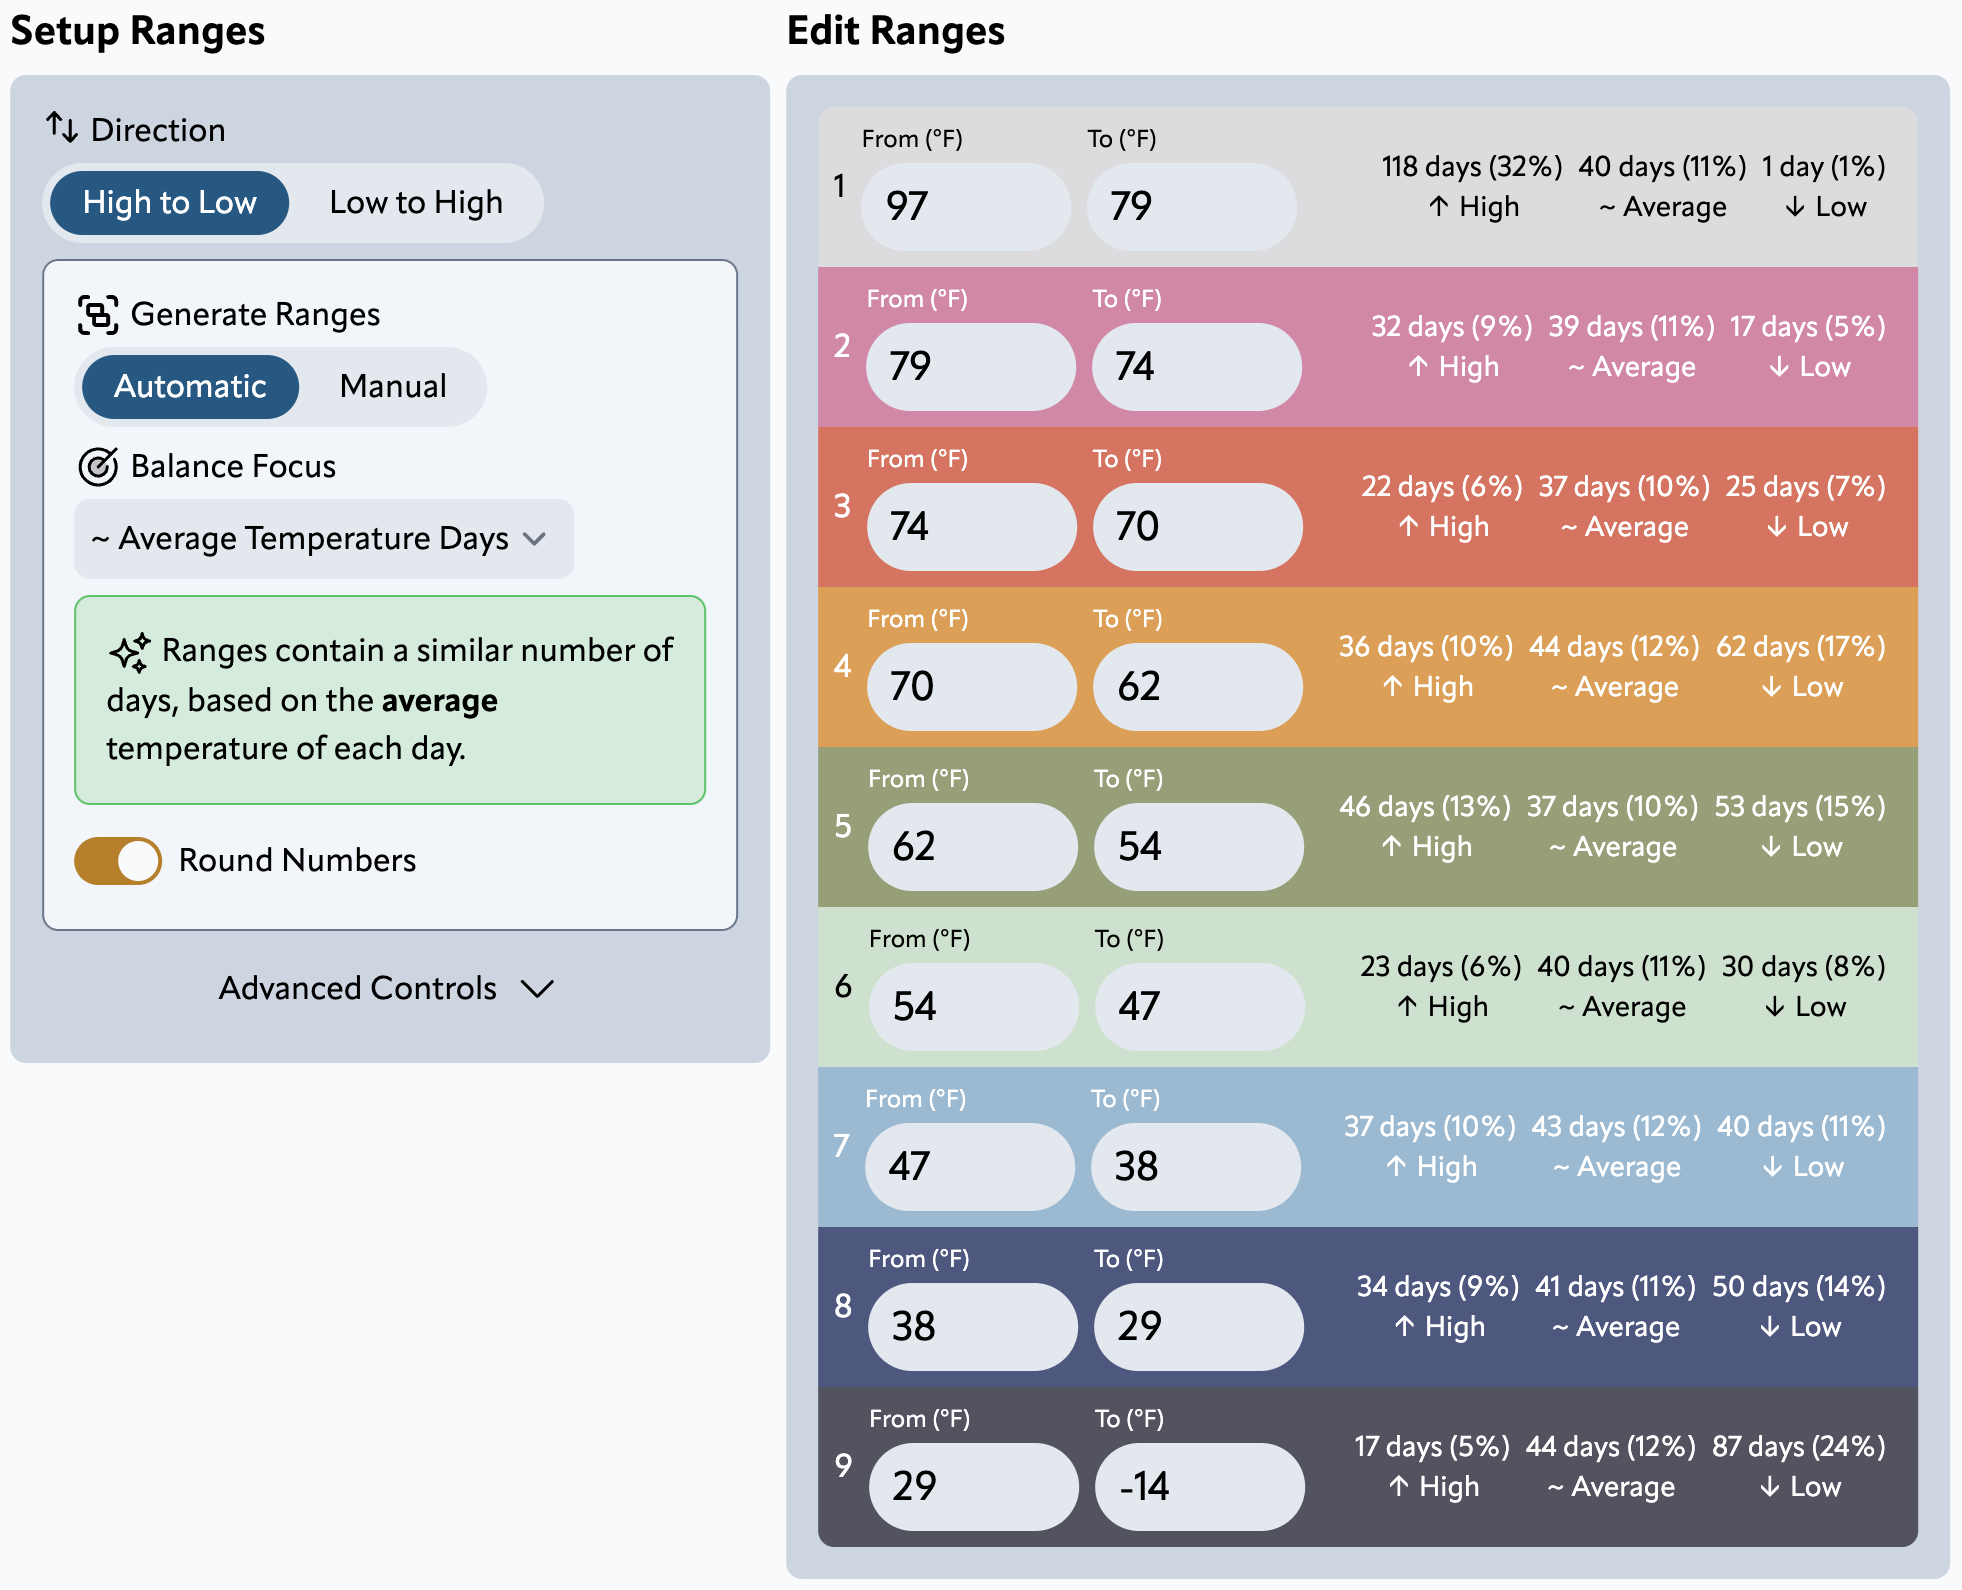 Setup Ranges
Direction
High to Low Low to High
Generate Ranges
Automatic Manual
Balance Focus
~ Average Temperature Days
Ranges contain a similar number of
days, based on the average
temperature of each day.
Round Numbers
Advanced Controls
Edit Ranges
From (°F) To (°F)
1 97 79
118 days (32%) 40 days (11%) 1 day (1%)
↑ High ~ Average ↓ Low
From (°F) To (°F)
2 79 74
32 days (9%) 39 days (11%) 17 days (5%)
↑ High ~ Average ↓ Low
From (°F) To (°F)
3 74 70
22 days (6%) 37 days (10%) 25 days (7%)
↑ High ~ Average ↓ Low
From (°F) To (°F)
4 70 62
36 days (10%) 44 days (12%) 62 days (17%)
↑ High ~ Average ↓ Low
From (°F) To (°F)
5 62 54
46 days (13%) 37 days (10%) 53 days (15%)
↑ High ~ Average ↓ Low
From (°F) To (°F)
6 54 47
23 days (6%) 40 days (11%) 30 days (8%)
↑ High ~ Average ↓ Low
From (°F) To (°F)
7 47 38
37 days (10%) 43 days (12%) 40 days (11%)
↑ High ~ Average ↓ Low
From (°F) To (°F)
8 38 29
34 days (9%) 41 days (11%) 50 days (14%)
↑ High ~ Average ↓ Low
From (°F) To (°F)
9 29 -14
17 days (5%) 44 days (12%) 87 days (24%)
↑ High ~ Average ↓ Low